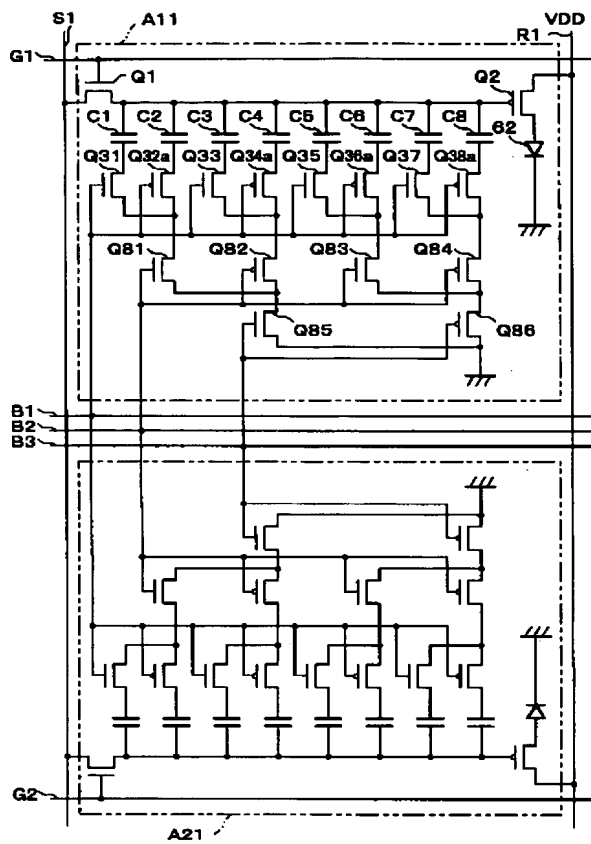 S1 A11 VDD
R1
G1
Q1 Q2
C1 C2 C3 C4 C5 C6 C7 C8
62
Q31 Q32a Q33 Q34a Q35 Q36a Q37 Q38a
Q81 Q82 Q83 Q84
Q85 Q86
B1
B2
B3
G2
A21